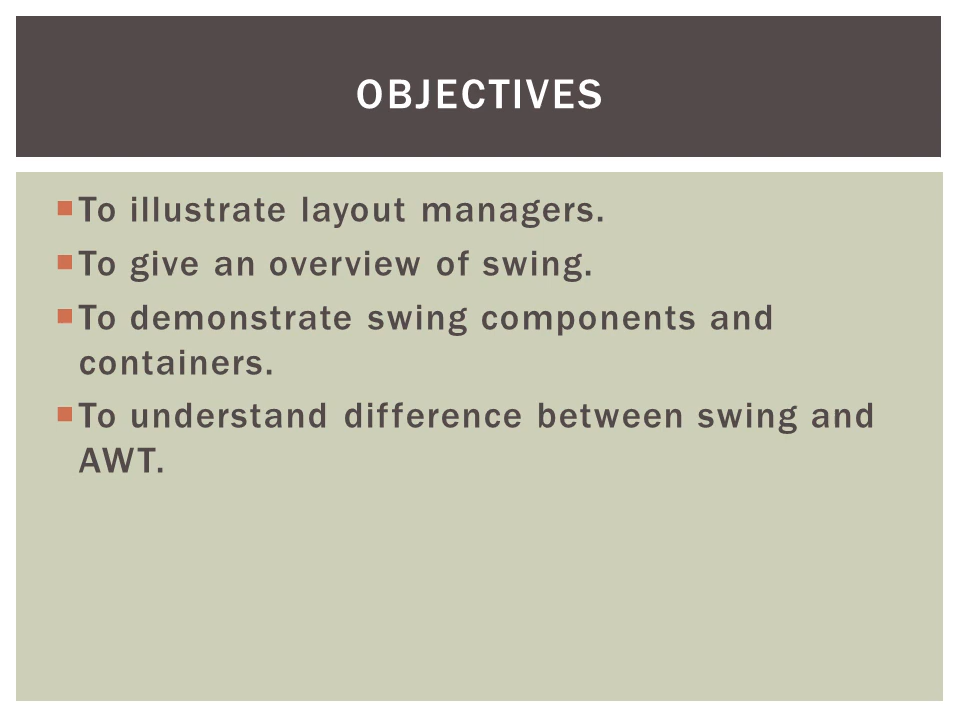 OBJECTIVES
To illustrate layout managers.
To give an overview of swing.
To demonstrate swing components and
containers.
To understand difference between swing and
AWT.